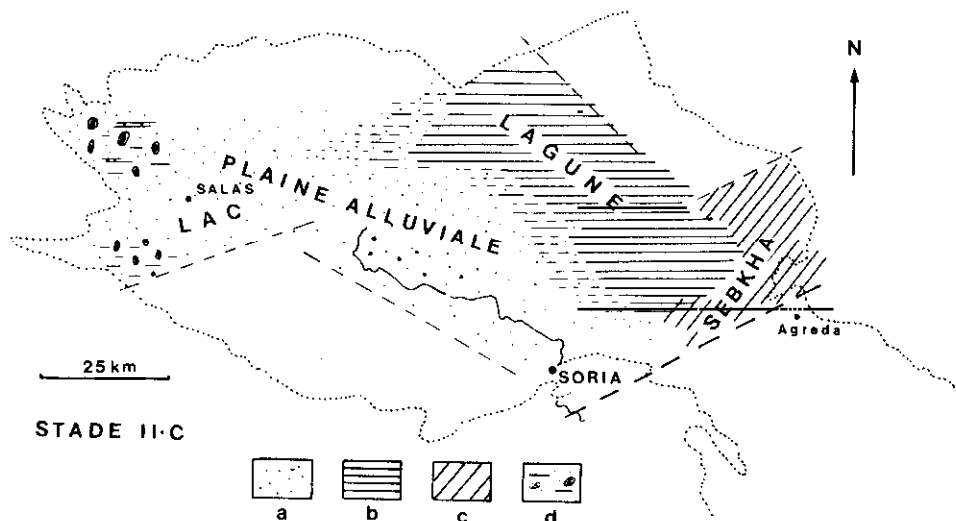 N
LAGUNE
PLAINE ALLUVIALE
SALAS
LAC
SEBKHA
Agreda
25 km
SORIA
STADE II·C
a b c d